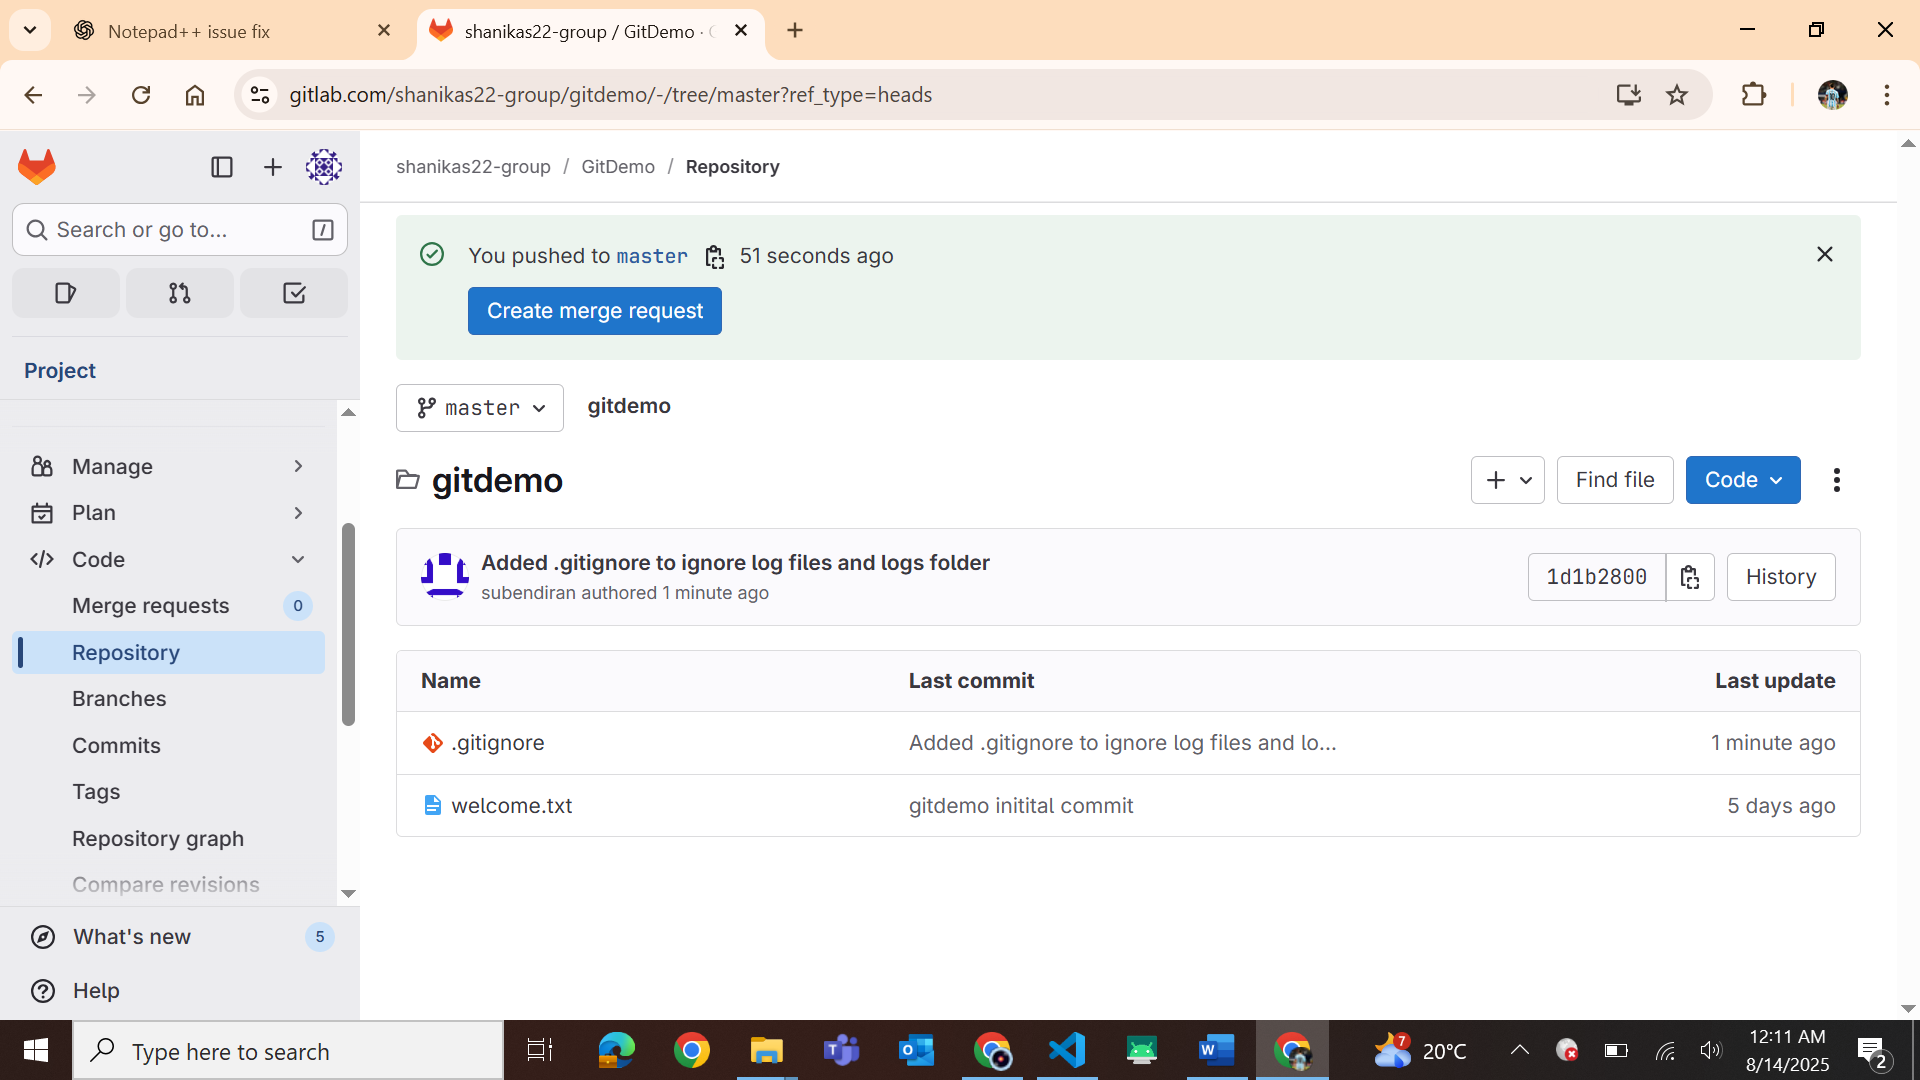 Notepad++ issue fix
shanikas22-group / GitDemo ·
gitlab.com/shanikas22-group/gitdemo/-/tree/master?ref_type=heads
shanikas22-group / GitDemo / Repository
Search or go to...
/
You pushed to master 51 seconds ago
Create merge request
Project
master
gitdemo
gitdemo
Find file
Code
Manage
Plan
Code
Merge requests 0
Repository
Branches
Commits
Tags
Repository graph
Compare revisions
What's new 5
Help
Added .gitignore to ignore log files and logs folder
subendiran authored 1 minute ago
1d1b2800
History
Name Last commit Last update
.gitignore Added .gitignore to ignore log files and lo... 1 minute ago
welcome.txt gitdemo initital commit 5 days ago
Type here to search
7
20°C
12:11 AM
8/14/2025
2